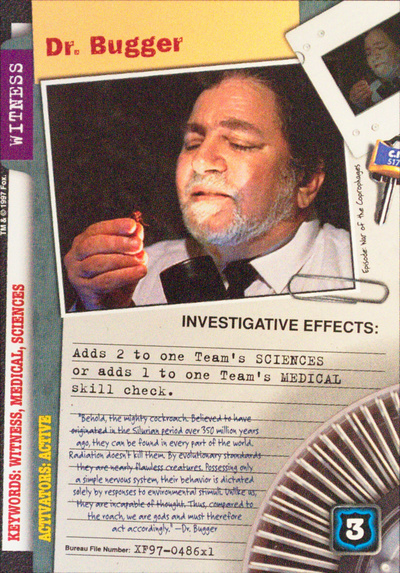 Dr. Bugger
WITNESS
TM & © 1997 Fox.
KEYWORDS: WITNESS, MEDICAL, SCIENCES
ACTIVATORS: ACTIVE
Episode: War of the Coprophages
C.F.
517
INVESTIGATIVE EFFECTS:
Adds 2 to one Team's SCIENCES
or adds 1 to one Team's MEDICAL
skill check.
"Behold, the mighty cockroach. Believed to have
originated in the Silurian period over 350 million years
ago, they can be found in every part of the world.
Radiation doesn't kill them. By evolutionary standards
they are nearly flawless creatures. Possessing only
a simple nervous system, their behavior is dictated
solely by responses to environmental stimuli. Unlike us,
they are incapable of thought. Thus, compared to
the roach, we are gods and must therefore
act accordingly." —Dr. Bugger
Bureau File Number: XF97-0486x1
3